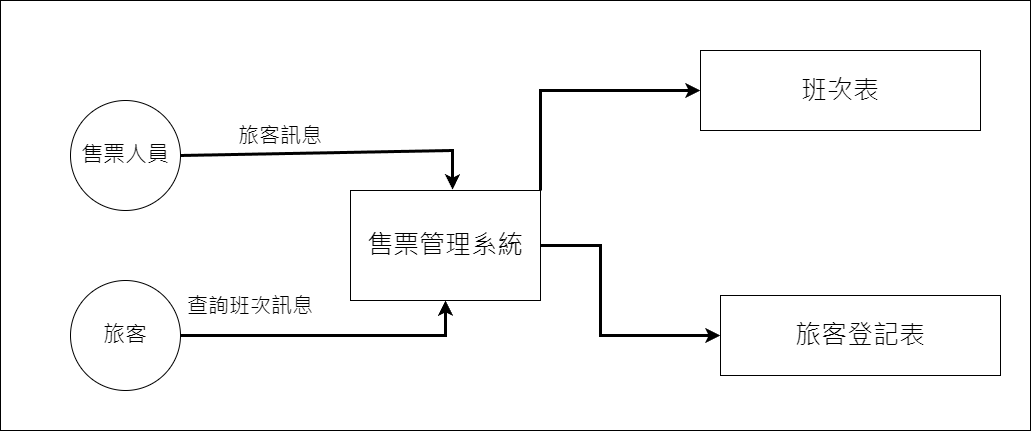 班次表
旅客訊息
售票人員
售票管理系統
查詢班次訊息
旅客
旅客登記表